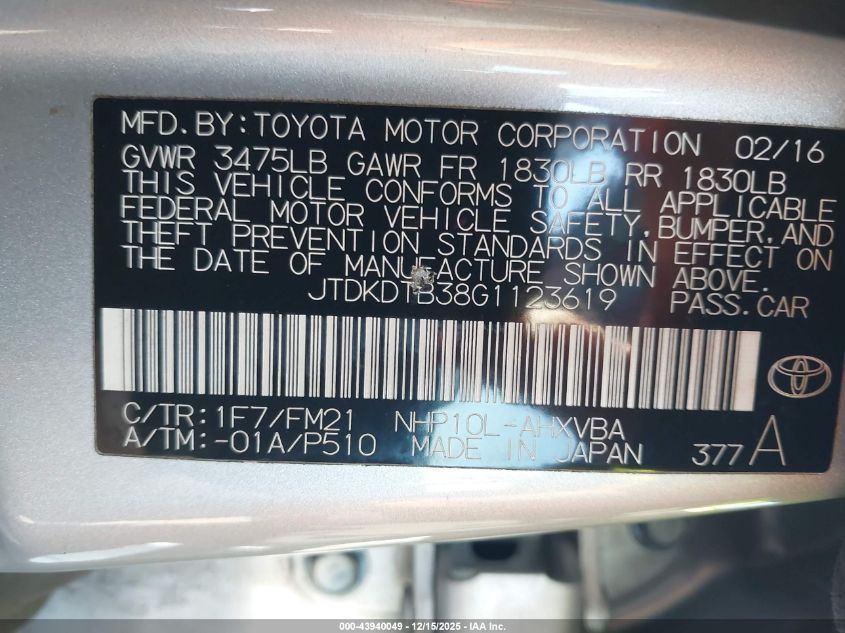 MFD.BY:TOYOTA MOTOR CORPORATION 02/16
GVWR 3475LB GAWR FR 1830LB RR 1830LB
THIS VEHICLE CONFORMS TO ALL APPLICABLE
FEDERAL MOTOR VEHICLE SAFETY,BUMPER,AND
THEFT PREVENTION STANDARDS IN EFFECT ON
THE DATE OF MANUFACTURE SHOWN ABOVE.
JTDKDTB38G1123619 PASS.CAR
C/TR:1F7/FM21 NHP10L-AHXVBA
A/TM:-01A/P510 MADE IN JAPAN 377A
000-43940049 - 12/15/2025 - IAA Inc.